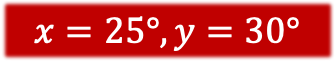 x = 25°, y = 30°